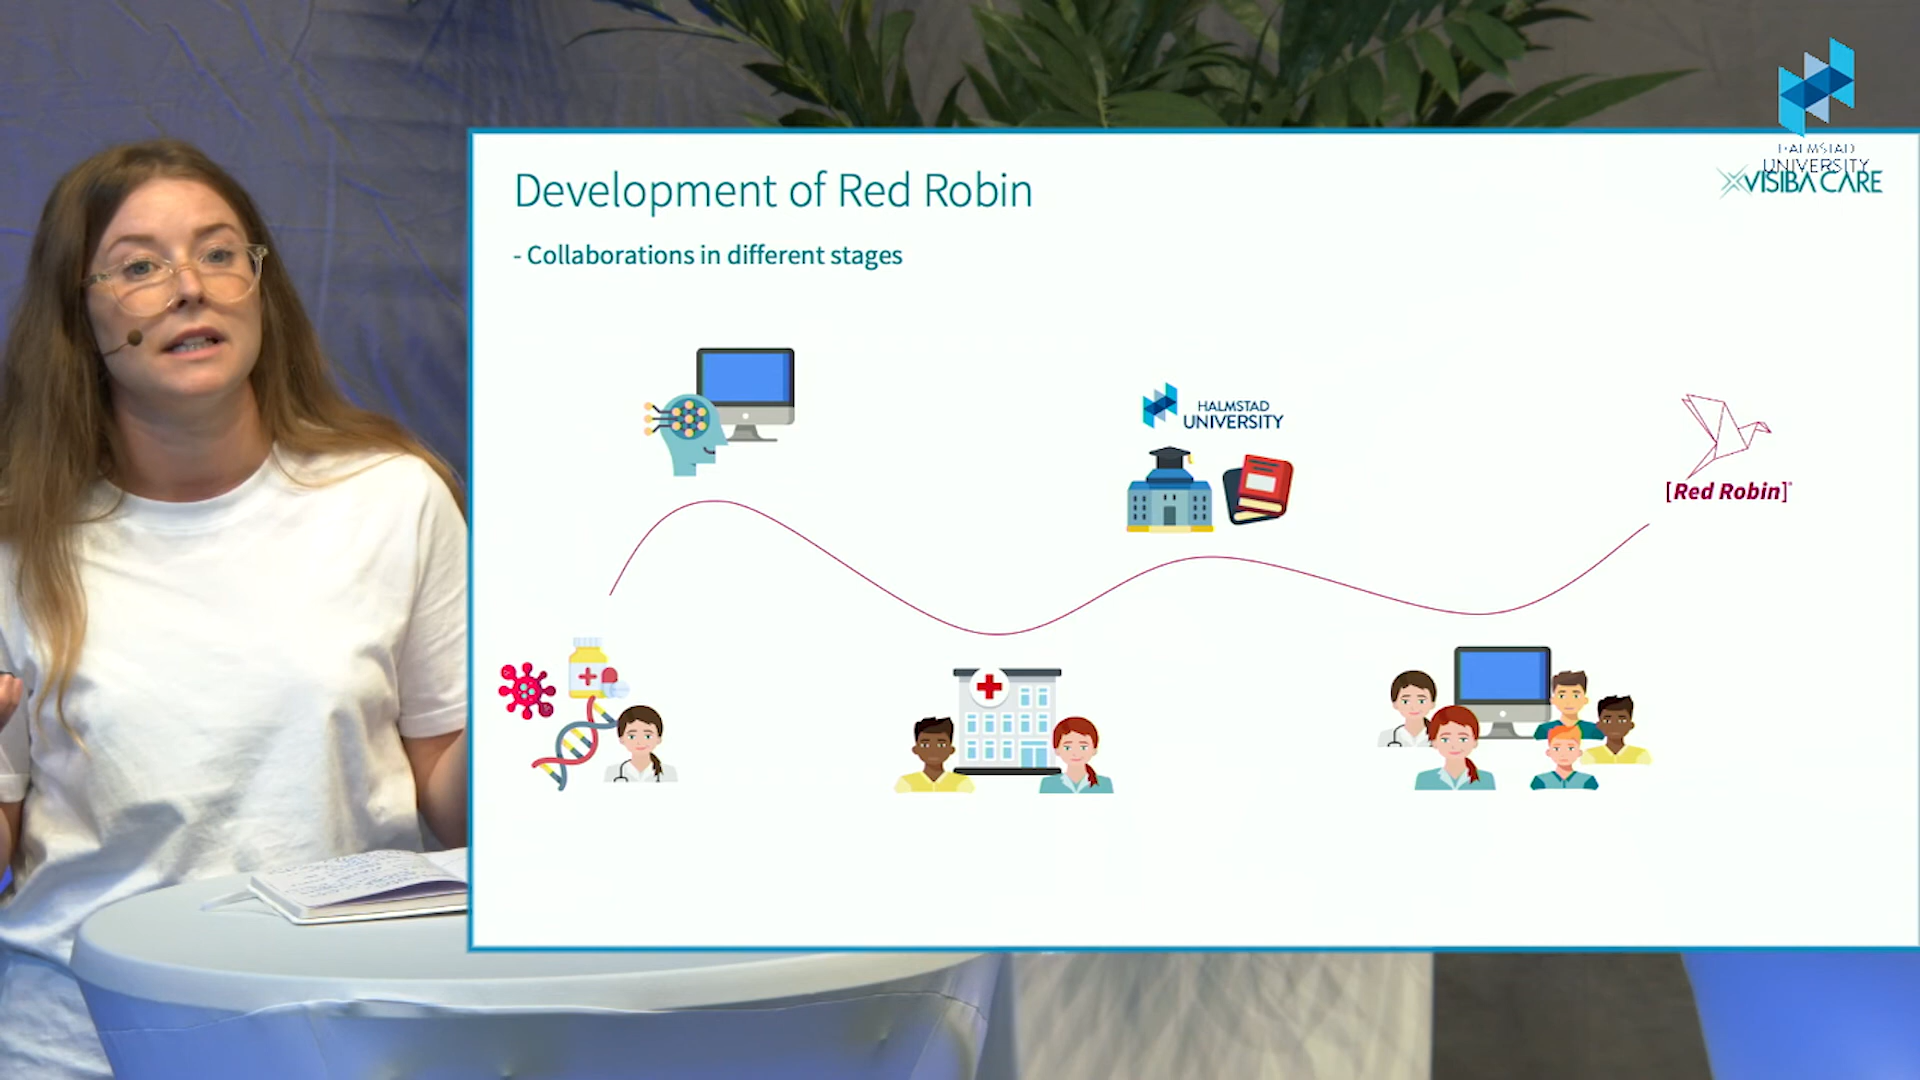 HALMSTAD
UNIVERSITY
VISIBA CARE
Development of Red Robin
- Collaborations in different stages
HALMSTAD
UNIVERSITY
[Red Robin]